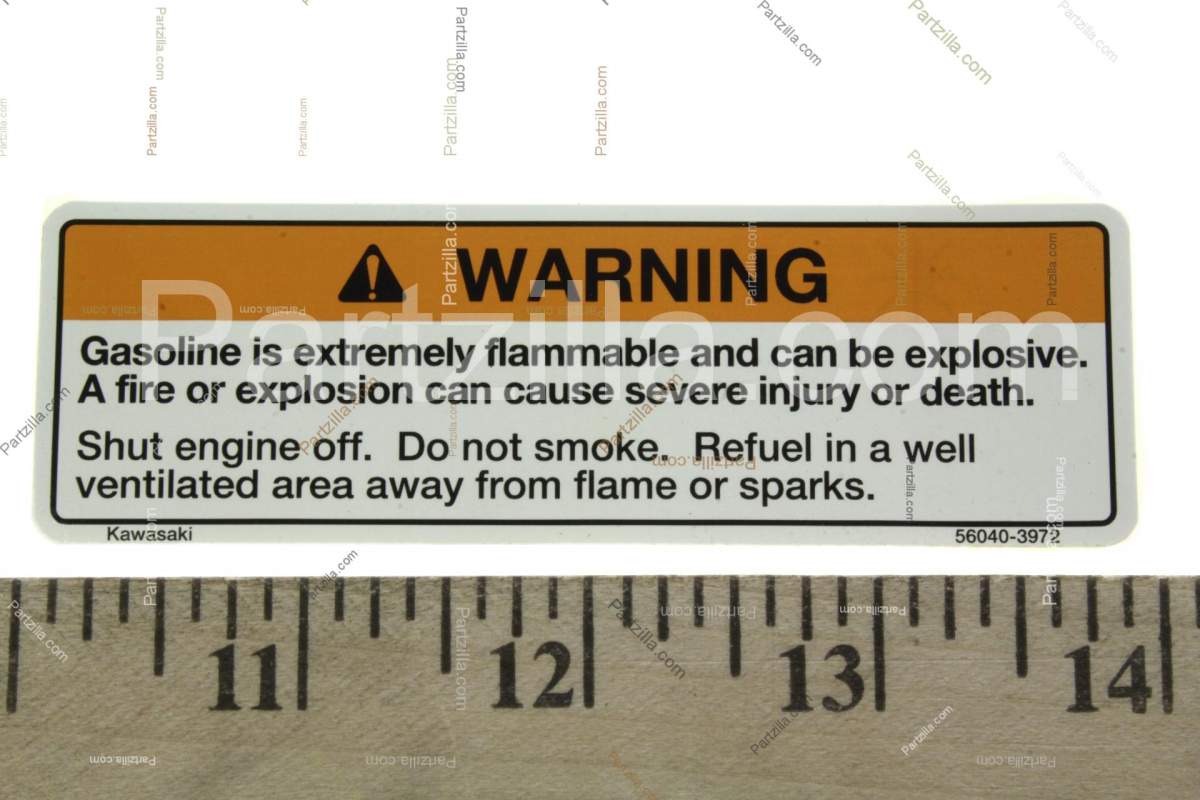 WARNING
Gasoline is extremely flammable and can be explosive.
A fire or explosion can cause severe injury or death.
Shut engine off.  Do not smoke.  Refuel in a well
ventilated area away from flame or sparks.
Kawasaki 56040-3972
Partzilla.com
11 12 13 14